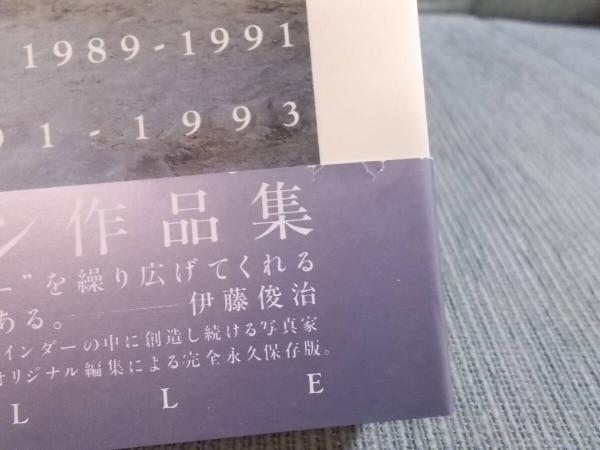 1989-1991
91-1993
ン作品集
ー”を繰り広げてくれる
ある。———伊藤俊治
インダーの中に創造し続ける写真家
オリジナル編集による完全永久保存版。
L L E